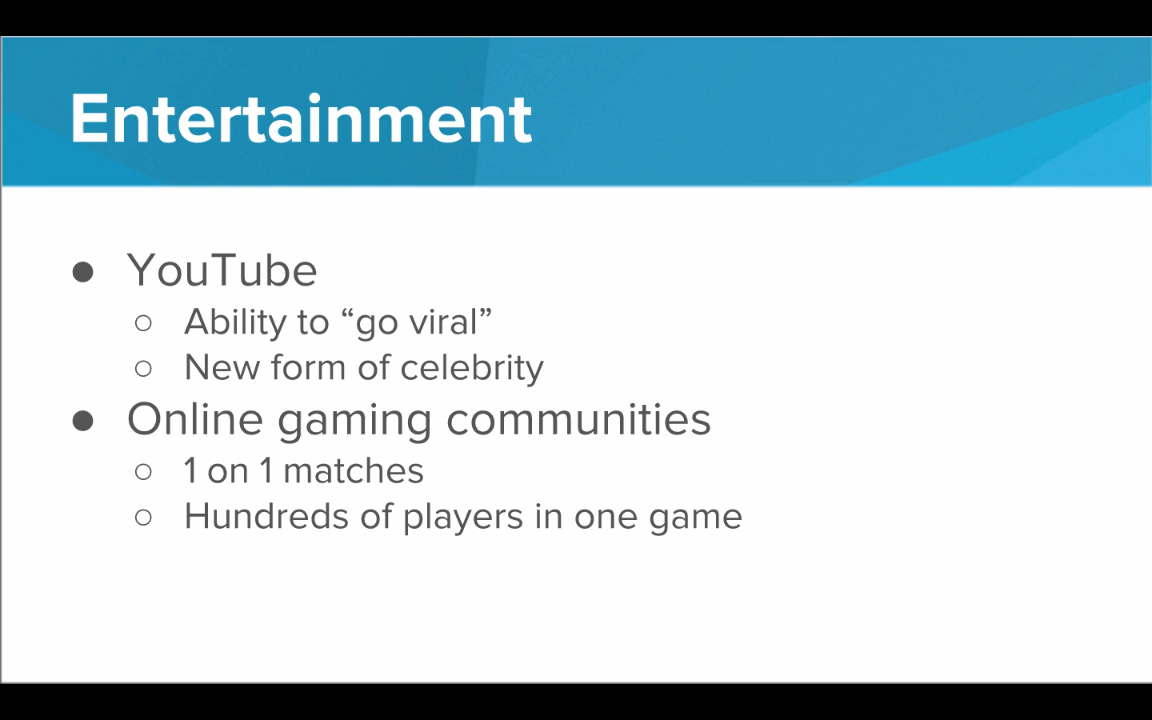 Entertainment
● YouTube
○ Ability to “go viral”
○ New form of celebrity
● Online gaming communities
○ 1 on 1 matches
○ Hundreds of players in one game